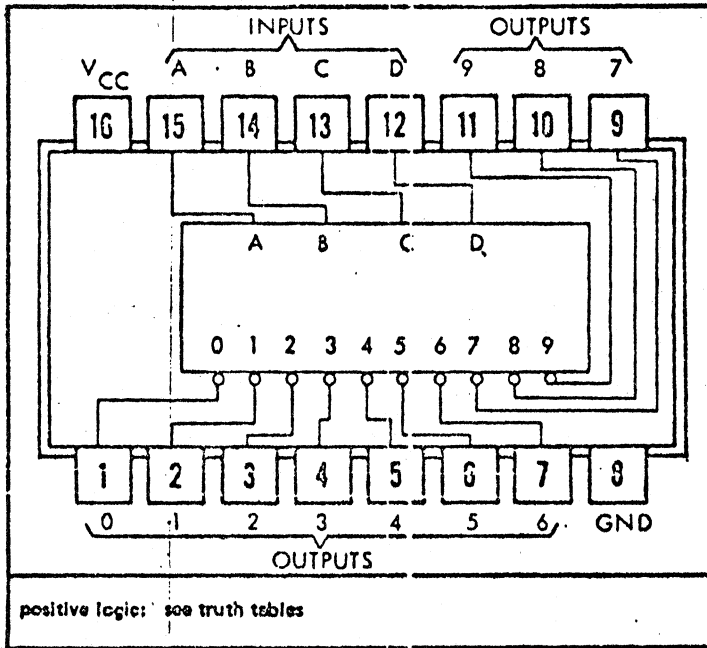 INPUTS OUTPUTS
VCC A B C D 9 8 7
16 15 14 13 12 11 10 9
A B C D
0 1 2 3 4 5 6 7 8 9
1 2 3 4 5 6 7 8
0 1 2 3 4 5 6 GND
OUTPUTS
positive logic: see truth tables